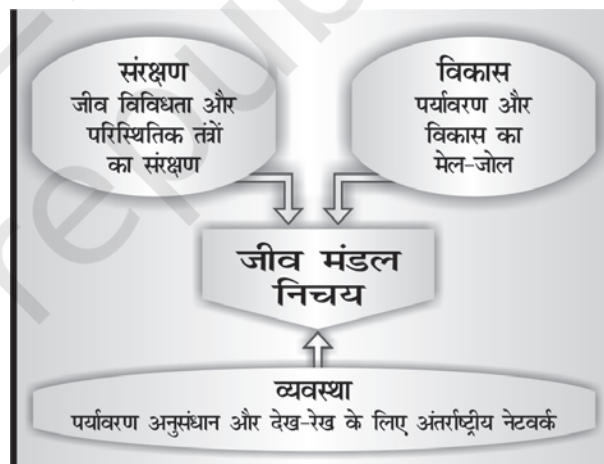 संरक्षण
जीव विविधता और
परिस्थितिक तंत्रों
का संरक्षण
विकास
पर्यावरण और
विकास का
मेल-जोल
जीव मंडल
निचय
व्यवस्था
पर्यावरण अनुसंधान और देख-रेख के लिए अंतर्राष्ट्रीय नेटवर्क